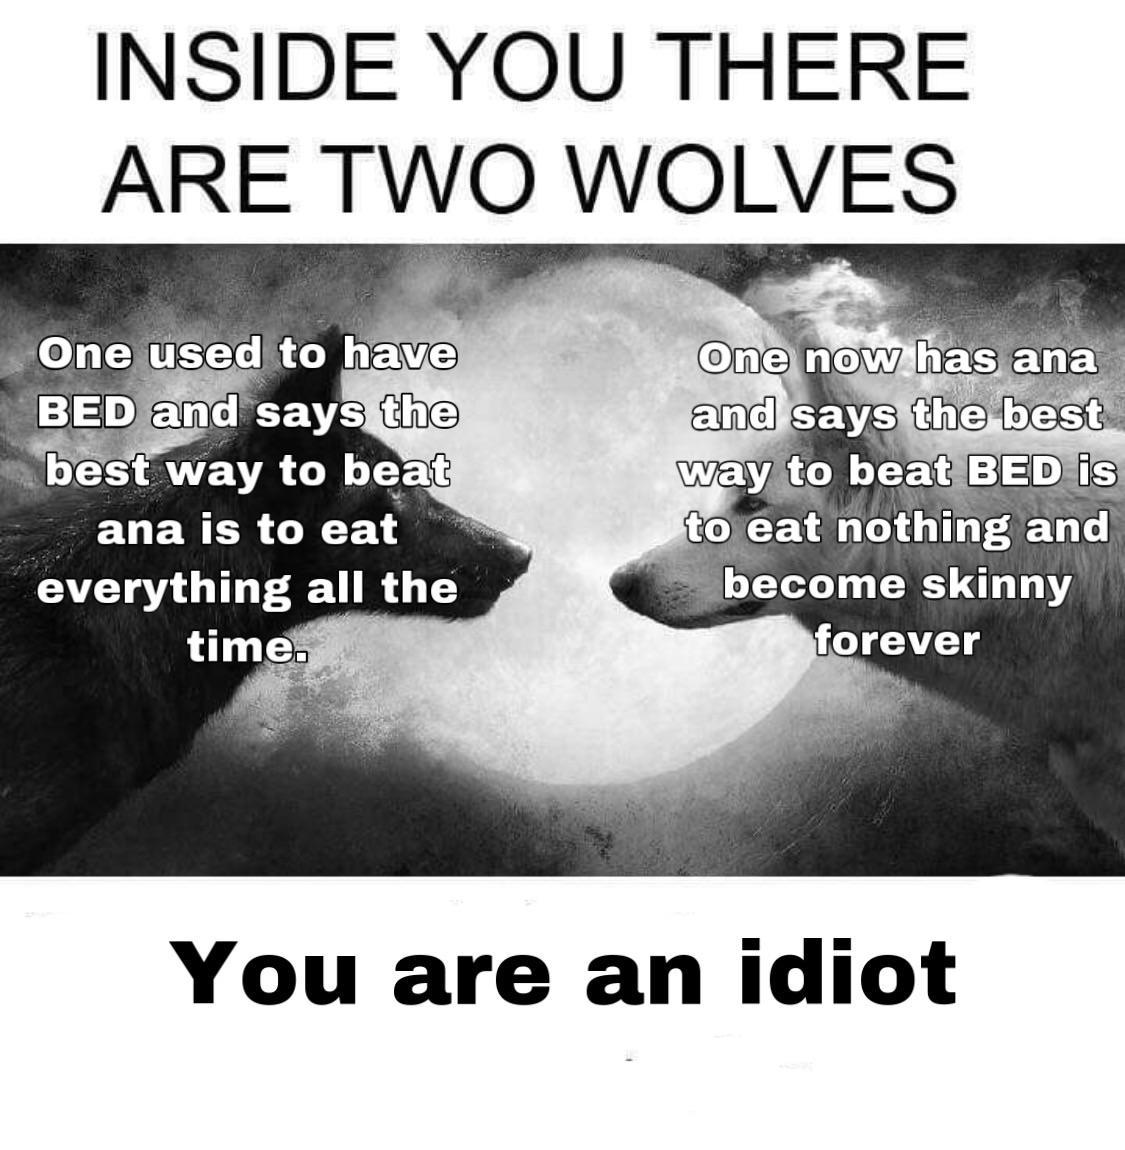 INSIDE YOU THERE
ARE TWO WOLVES
One used to have
BED and says the
best way to beat
ana is to eat
everything all the
time.
One now has ana
and says the best
way to beat BED is
to eat nothing and
become skinny
forever
You are an idiot